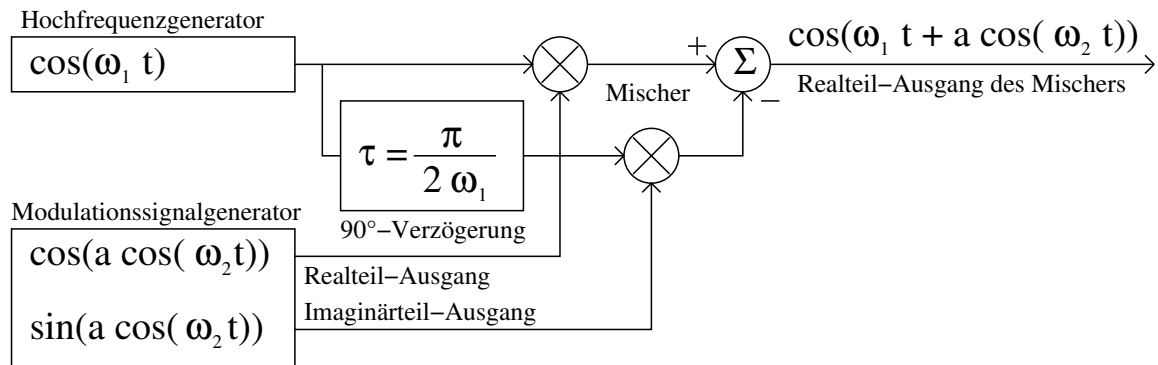 Hochfrequenzgenerator
cos(ω₁ t)
cos(ω₁ t + a cos( ω₂ t))
+
Σ
−
Mischer
Realteil−Ausgang des Mischers
τ = π / 2 ω₁
90°−Verzögerung
Modulationssignalgenerator
cos(a cos( ω₂t))
Realteil−Ausgang
Imaginärteil−Ausgang
sin(a cos( ω₂ t))